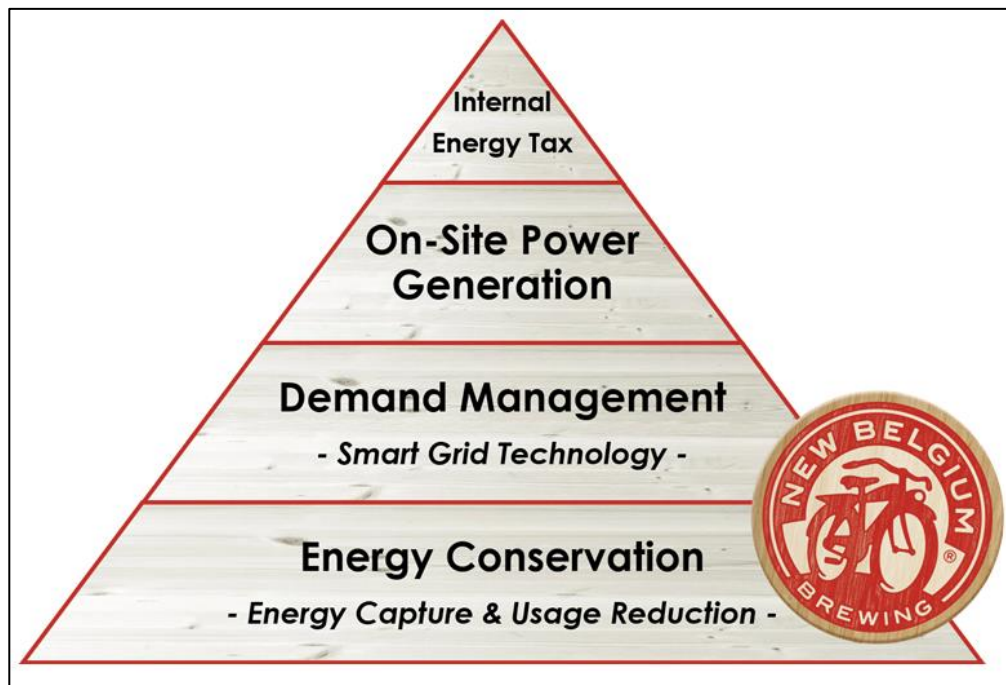 Internal
Energy Tax
On-Site Power
Generation
Demand Management
- Smart Grid Technology -
Energy Conservation
- Energy Capture & Usage Reduction -
NEW BELGIUM
®
BREWING